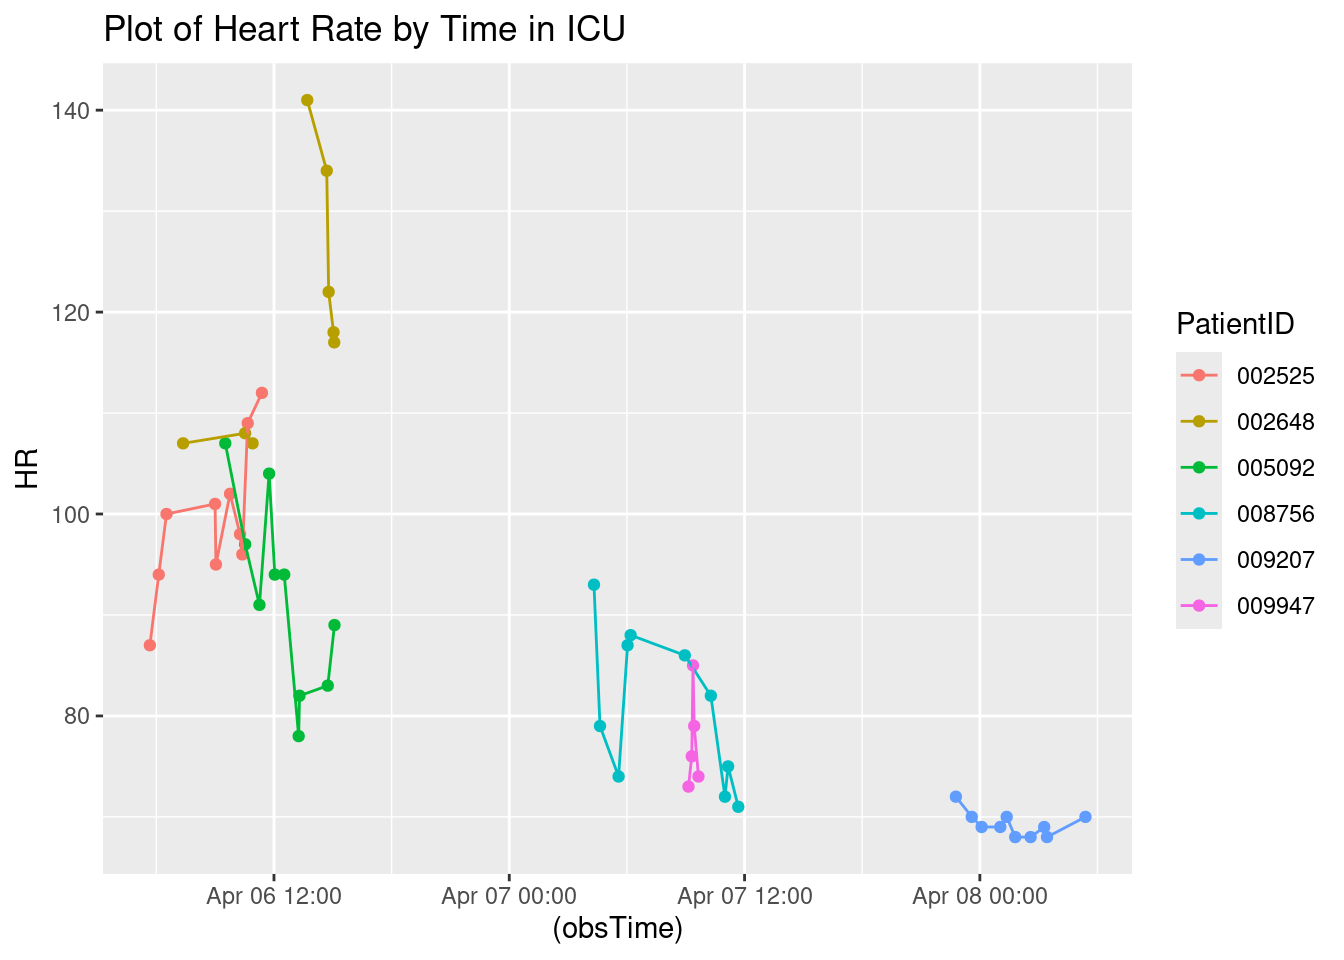 Plot of Heart Rate by Time in ICU
140
120
100
80
HR
Apr 06 12:00
Apr 07 00:00
Apr 07 12:00
Apr 08 00:00
(obsTime)
PatientID
002525
002648
005092
008756
009207
009947